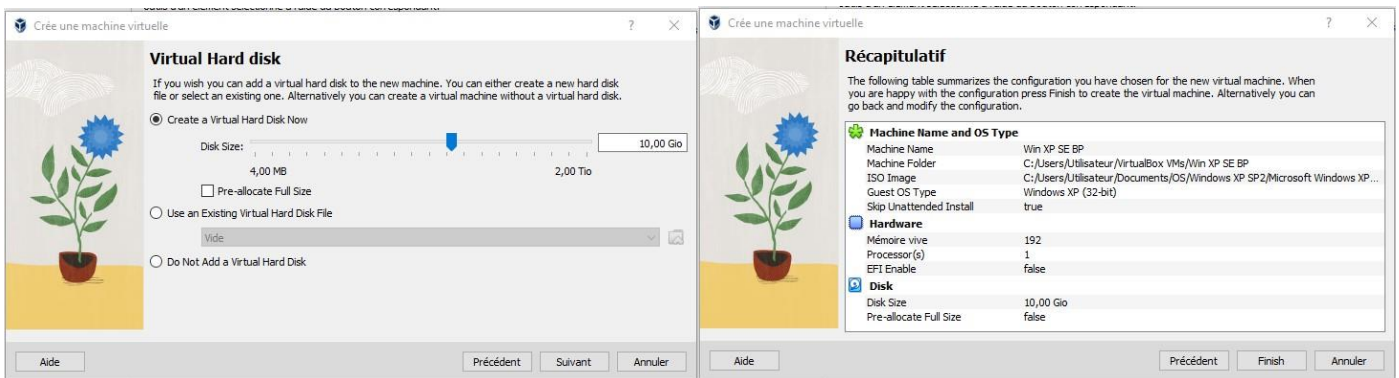 Crée une machine virtuelle
Virtual Hard disk
If you wish you can add a virtual hard disk to the new machine. You can either create a new hard disk
file or select an existing one. Alternatively you can create a virtual machine without a virtual hard disk.
Create a Virtual Hard Disk Now
Disk Size: 10,00 Gio
4,00 MB 2,00 Tio
Pre-allocate Full Size
Use an Existing Virtual Hard Disk File
Vide
Do Not Add a Virtual Hard Disk
Aide Précédent Suivant Annuler
Crée une machine virtuelle
Récapitulatif
The following table summarizes the configuration you have chosen for the new virtual machine. When
you are happy with the configuration press Finish to create the virtual machine. Alternatively you can
go back and modify the configuration.
Machine Name and OS Type
Machine Name Win XP SE BP
Machine Folder C:/Users/Utilisateur/VirtualBox VMs/Win XP SE BP
ISO Image C:/Users/Utilisateur/Documents/OS/Windows XP SP2/Microsoft Windows XP...
Guest OS Type Windows XP (32-bit)
Skip Unattended Install true
Hardware
Mémoire vive 192
Processor(s) 1
EFI Enable false
Disk
Disk Size 10,00 Gio
Pre-allocate Full Size false
Aide Précédent Finish Annuler